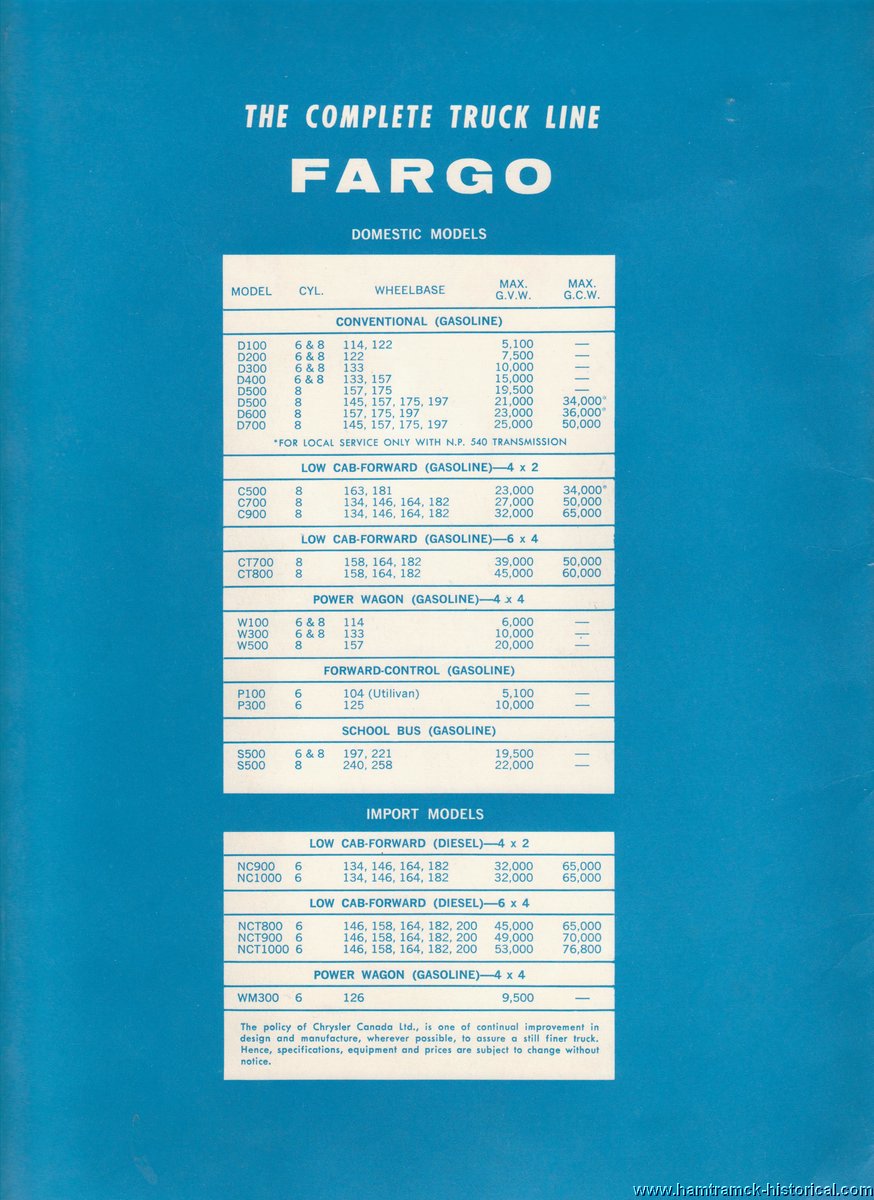 THE COMPLETE TRUCK LINE
FARGO
DOMESTIC MODELS
MODEL CYL. WHEELBASE MAX. G.V.W. MAX. G.C.W.
CONVENTIONAL (GASOLINE)
D100 6 & 8 114, 122 5,100 —
D200 6 & 8 122 7,500 —
D300 6 & 8 133 10,000 —
D400 6 & 8 133, 157 15,000 —
D500 8 157, 175 19,500 —
D500 8 145, 157, 175, 197 21,000 34,000*
D600 8 157, 175, 197 23,000 36,000*
D700 8 145, 157, 175, 197 25,000 50,000
*FOR LOCAL SERVICE ONLY WITH N.P. 540 TRANSMISSION
LOW CAB-FORWARD (GASOLINE)—4 x 2
C500 8 163, 181 23,000 34,000*
C700 8 134, 146, 164, 182 27,000 50,000
C900 8 134, 146, 164, 182 32,000 65,000
LOW CAB-FORWARD (GASOLINE)—6 x 4
CT700 8 158, 164, 182 39,000 50,000
CT800 8 158, 164, 182 45,000 60,000
POWER WAGON (GASOLINE)—4 x 4
W100 6 & 8 114 6,000 —
W300 6 & 8 133 10,000 —
W500 8 157 20,000 —
FORWARD-CONTROL (GASOLINE)
P100 6 104 (Utilivan) 5,100 —
P300 6 125 10,000 —
SCHOOL BUS (GASOLINE)
S500 6 & 8 197, 221 19,500 —
S500 8 240, 258 22,000 —
IMPORT MODELS
LOW CAB-FORWARD (DIESEL)—4 x 2
NC900 6 134, 146, 164, 182 32,000 65,000
NC1000 6 134, 146, 164, 182 32,000 65,000
LOW CAB-FORWARD (DIESEL)—6 x 4
NCT800 6 146, 158, 164, 182, 200 45,000 65,000
NCT900 6 146, 158, 164, 182, 200 49,000 70,000
NCT1000 6 146, 158, 164, 182, 200 53,000 76,800
POWER WAGON (GASOLINE)—4 x 4
WM300 6 126 9,500 —
The policy of Chrysler Canada Ltd., is one of continual improvement in
design and manufacture, wherever possible, to assure a still finer truck.
Hence, specifications, equipment and prices are subject to change without
notice.
www.hamtramck-historical.com